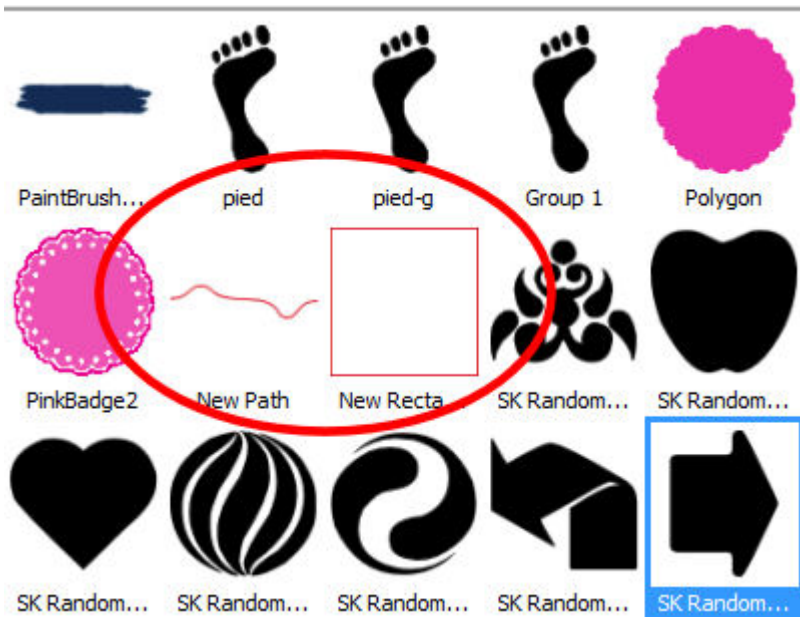 PaintBrush... pied pied-g Group 1 Polygon
PinkBadge2 New Path New Recta... SK Random... SK Random...
SK Random... SK Random... SK Random... SK Random... SK Random...